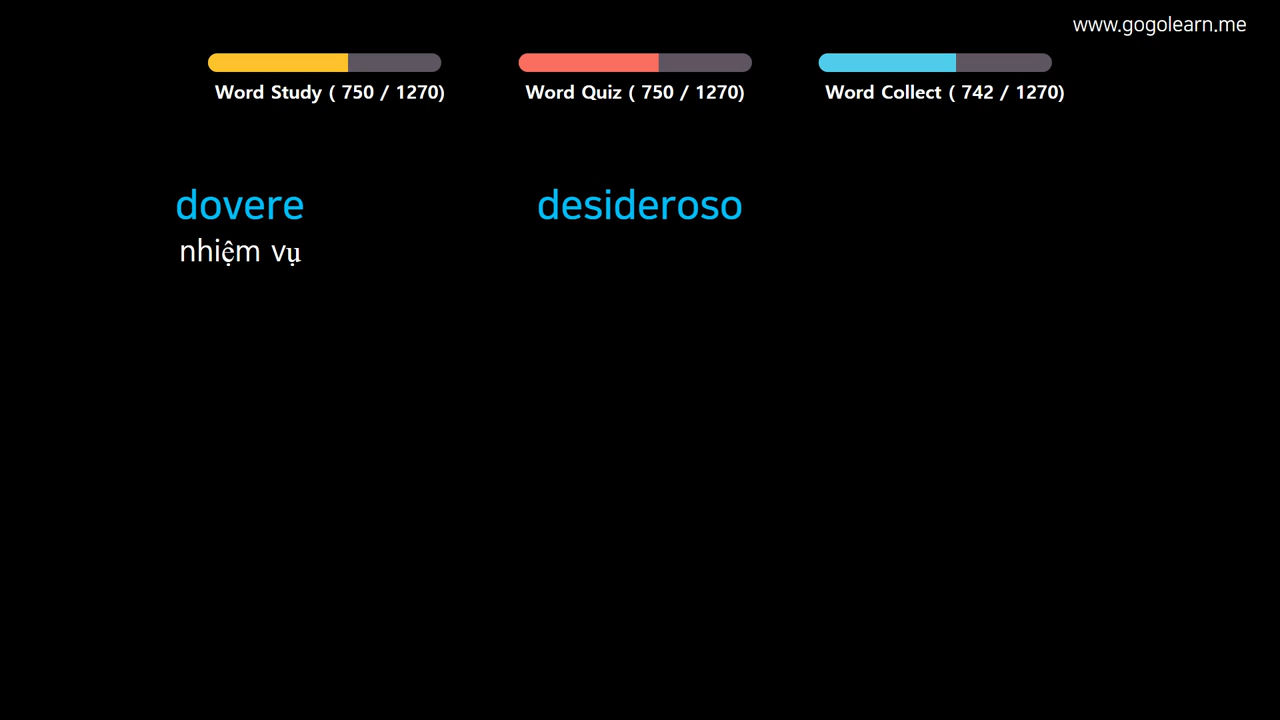 www.gogolearn.me
Word Study ( 750 / 1270)
Word Quiz ( 750 / 1270)
Word Collect ( 742 / 1270)
dovere
nhiệm vụ
desideroso